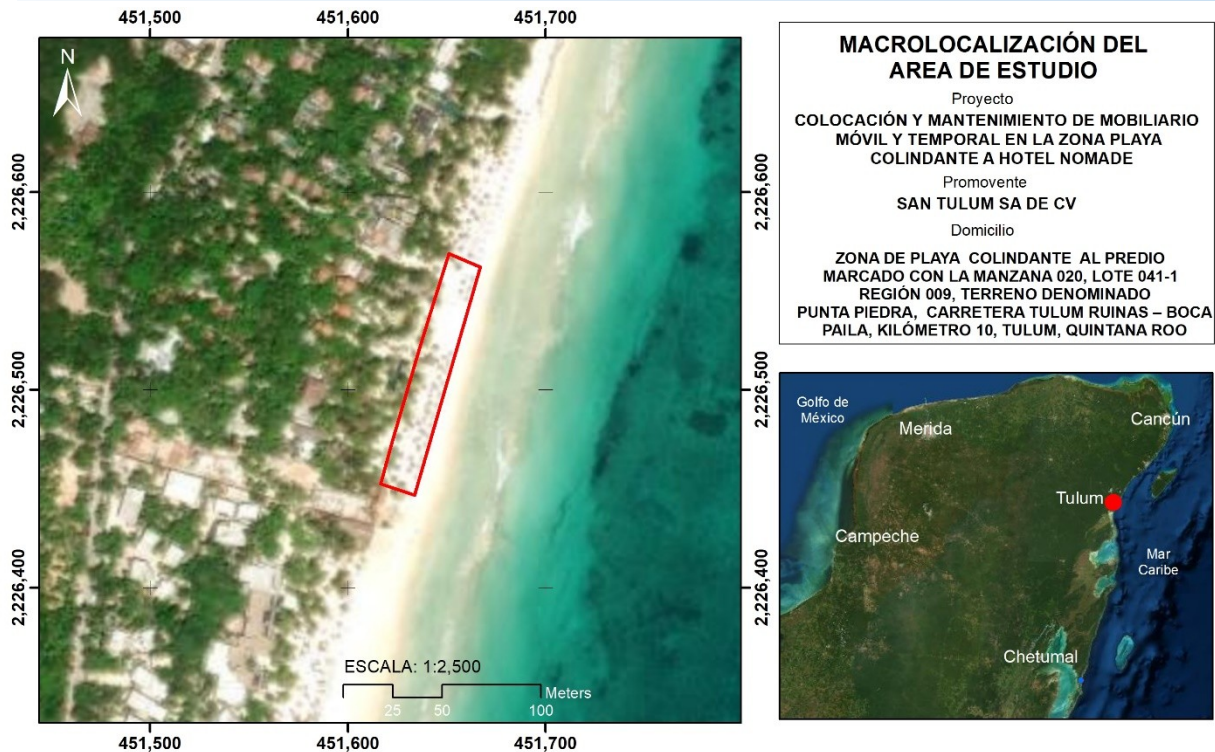 451,500 451,600 451,700
N
2,226,600
2,226,600
2,226,500
2,226,500
2,226,400
2,226,400
ESCALA: 1:2,500
Meters
25 50 100
451,500 451,600 451,700
MACROLOCALIZACIÓN DEL
AREA DE ESTUDIO
Proyecto
COLOCACIÓN Y MANTENIMIENTO DE MOBILIARIO
MÓVIL Y TEMPORAL EN LA ZONA PLAYA
COLINDANTE A HOTEL NOMADE
Promovente
SAN TULUM SA DE CV
Domicilio
ZONA DE PLAYA COLINDANTE AL PREDIO
MARCADO CON LA MANZANA 020, LOTE 041-1
REGIÓN 009, TERRENO DENOMINADO
PUNTA PIEDRA, CARRETERA TULUM RUINAS – BOCA
PAILA, KILÓMETRO 10, TULUM, QUINTANA ROO
Golfo de
México
Merida
Cancún
Tulum
Campeche
Mar
Caribe
Chetumal